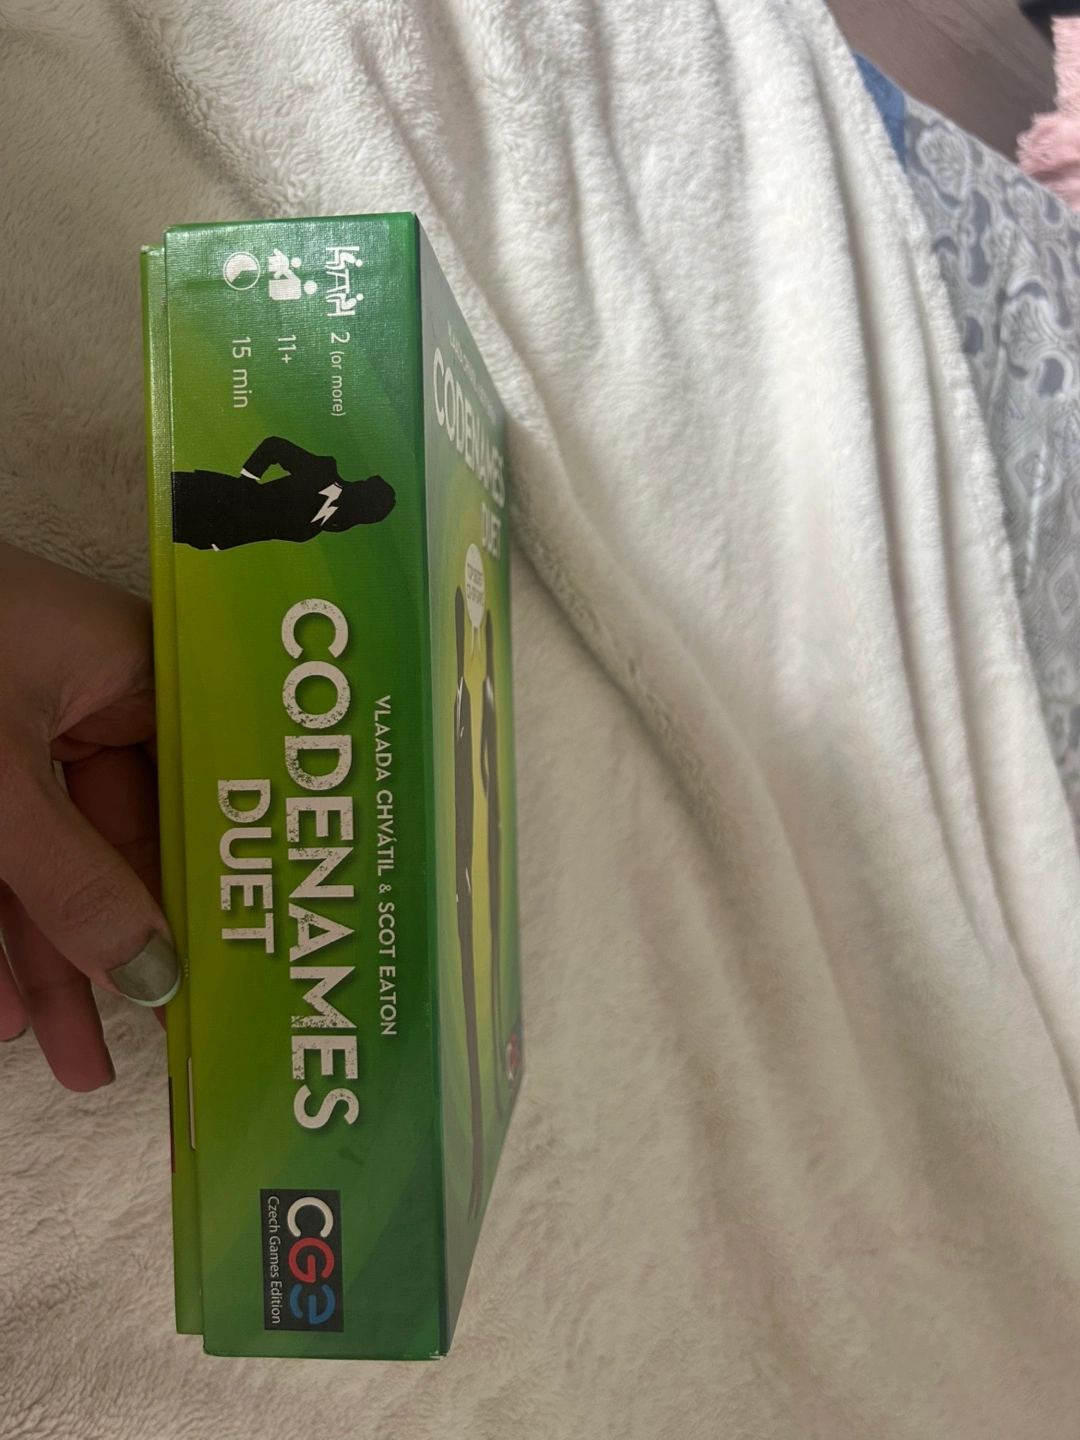 2 (or more)
11+
15 min
VLAADA CHVÁTIL & SCOT EATON
CODENAMES
DUET
CGE
Czech Games Edition
CODENAMES
DUET